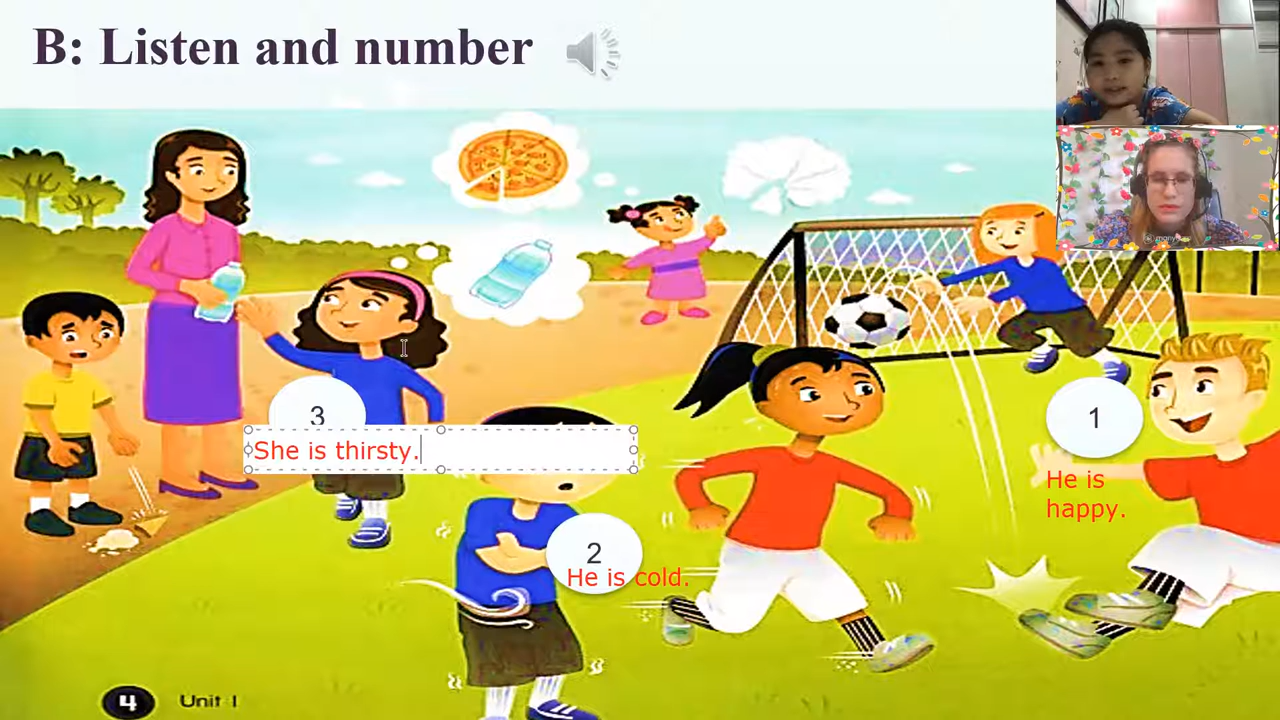 B: Listen and number
3
She is thirsty.
1
He is
happy.
2
He is cold.
4 Unit 1